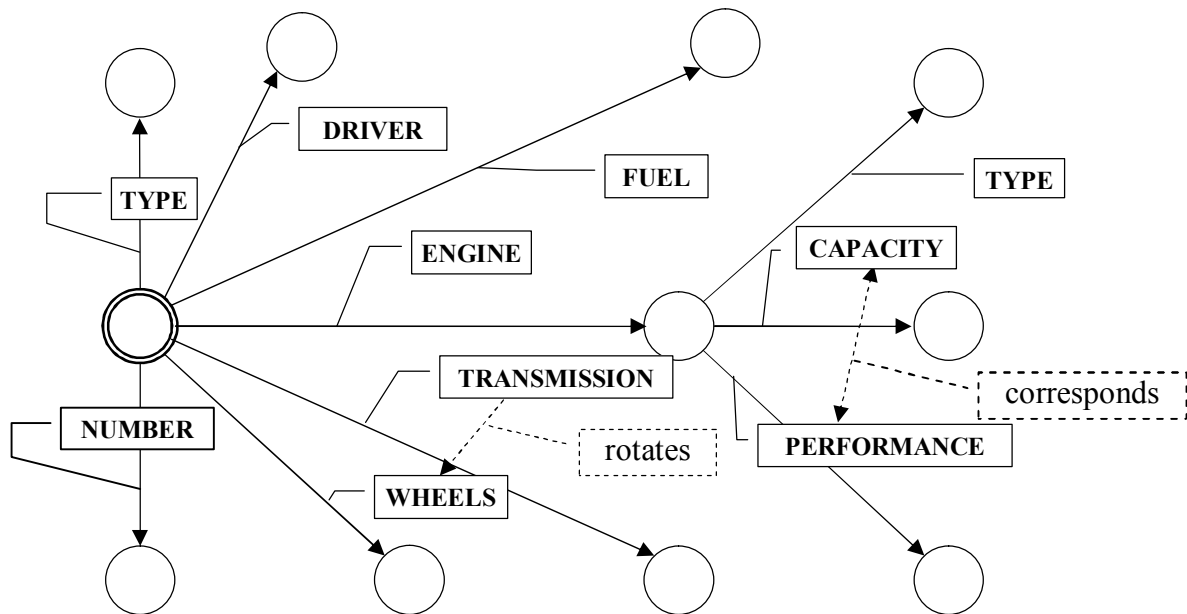 DRIVER
TYPE
FUEL
TYPE
ENGINE
CAPACITY
TRANSMISSION
corresponds
NUMBER
rotates
PERFORMANCE
WHEELS